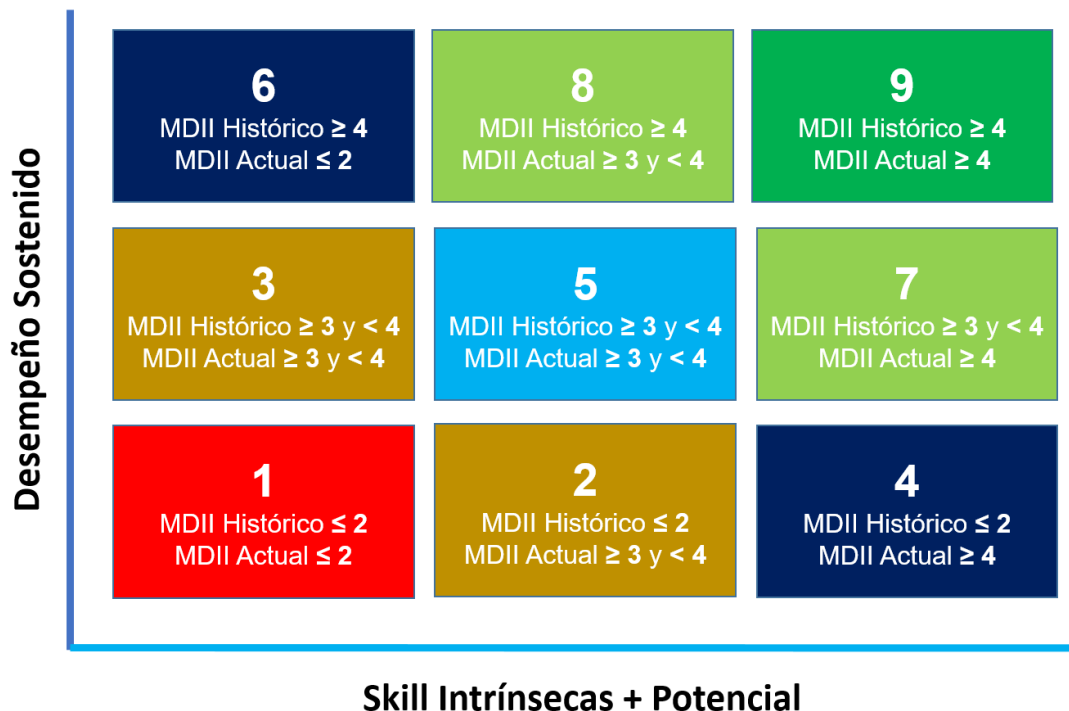 Desempeño Sostenido
6
MDII Histórico ≥ 4
MDII Actual ≤ 2
8
MDII Histórico ≥ 4
MDII Actual ≥ 3 y < 4
9
MDII Histórico ≥ 4
MDII Actual ≥ 4
3
MDII Histórico ≥ 3 y < 4
MDII Actual ≥ 3 y < 4
5
MDII Histórico ≥ 3 y < 4
MDII Actual ≥ 3 y < 4
7
MDII Histórico ≥ 3 y < 4
MDII Actual ≥ 4
1
MDII Histórico ≤ 2
MDII Actual ≤ 2
2
MDII Histórico ≤ 2
MDII Actual ≥ 3 y < 4
4
MDII Histórico ≤ 2
MDII Actual ≥ 4
Skill Intrínsecas + Potencial